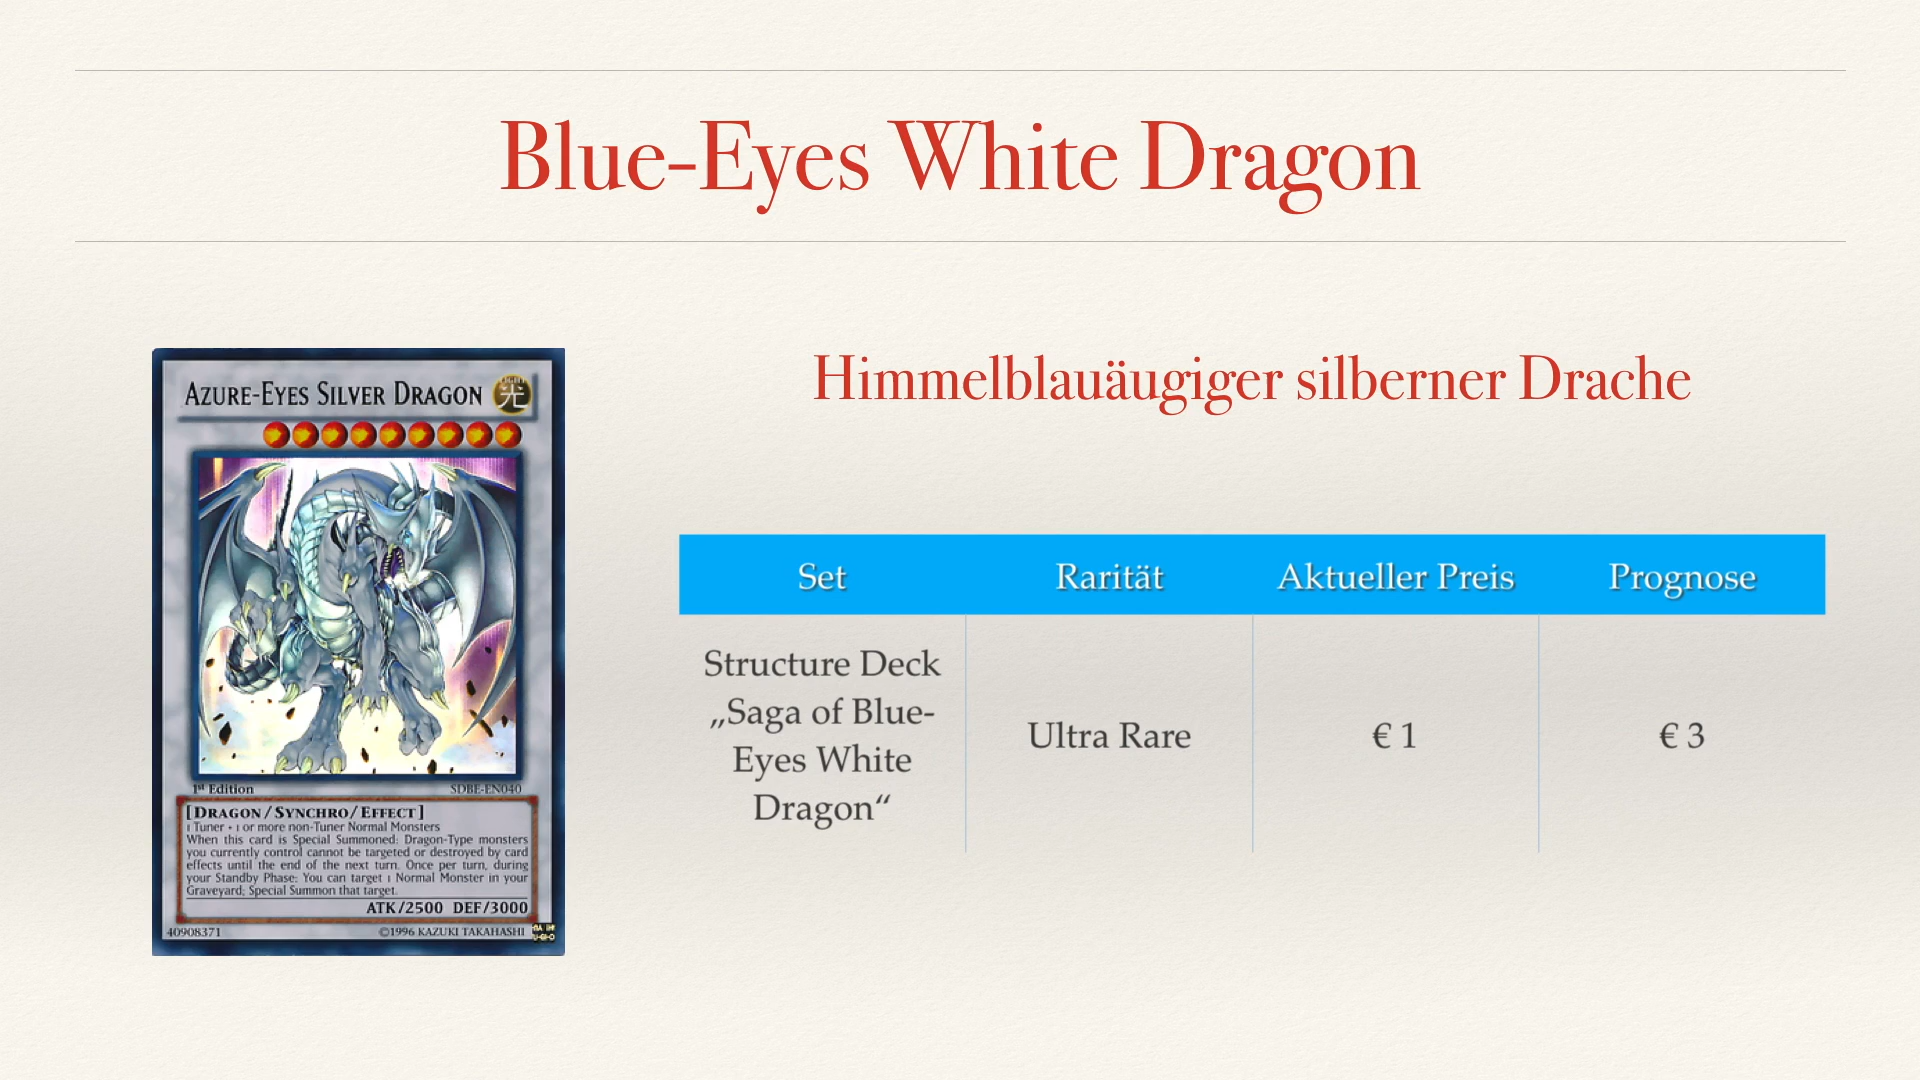 Blue-Eyes White Dragon
AZURE-EYES SILVER DRAGON
LIGHT
光
1st Edition
SDBE-EN040
[DRAGON/SYNCHRO/EFFECT]
1 Tuner + 1 or more non-Tuner Normal Monsters
When this card is Special Summoned: Dragon-Type monsters
you currently control cannot be targeted or destroyed by card
effects until the end of the next turn. Once per turn, during
your Standby Phase: You can target 1 Normal Monster in your
Graveyard; Special Summon that target.
ATK/2500 DEF/3000
40908371
©1996 KAZUKI TAKAHASHI
Himmelblauäugiger silberner Drache
Set
Rarität
Aktueller Preis
Prognose
Structure Deck
„Saga of Blue-
Eyes White
Dragon“
Ultra Rare
€ 1
€ 3